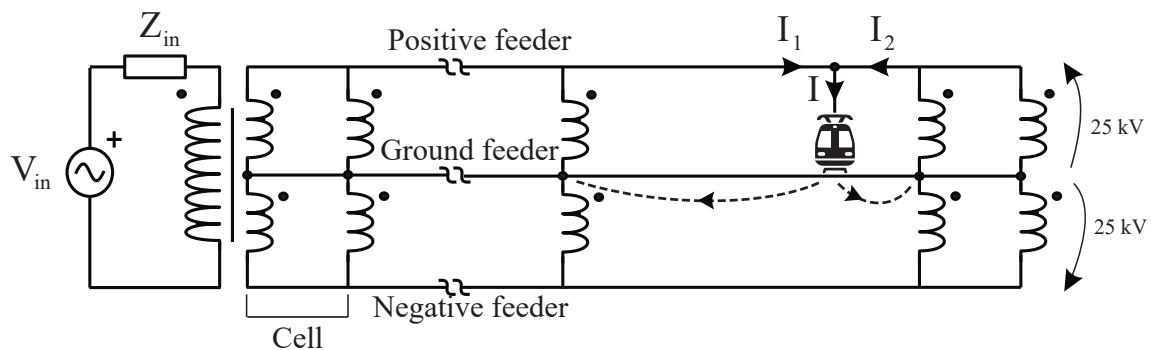 Z_in
Positive feeder
I_1
I_2
I
25 kV
+
V_in
Ground feeder
25 kV
Negative feeder
Cell